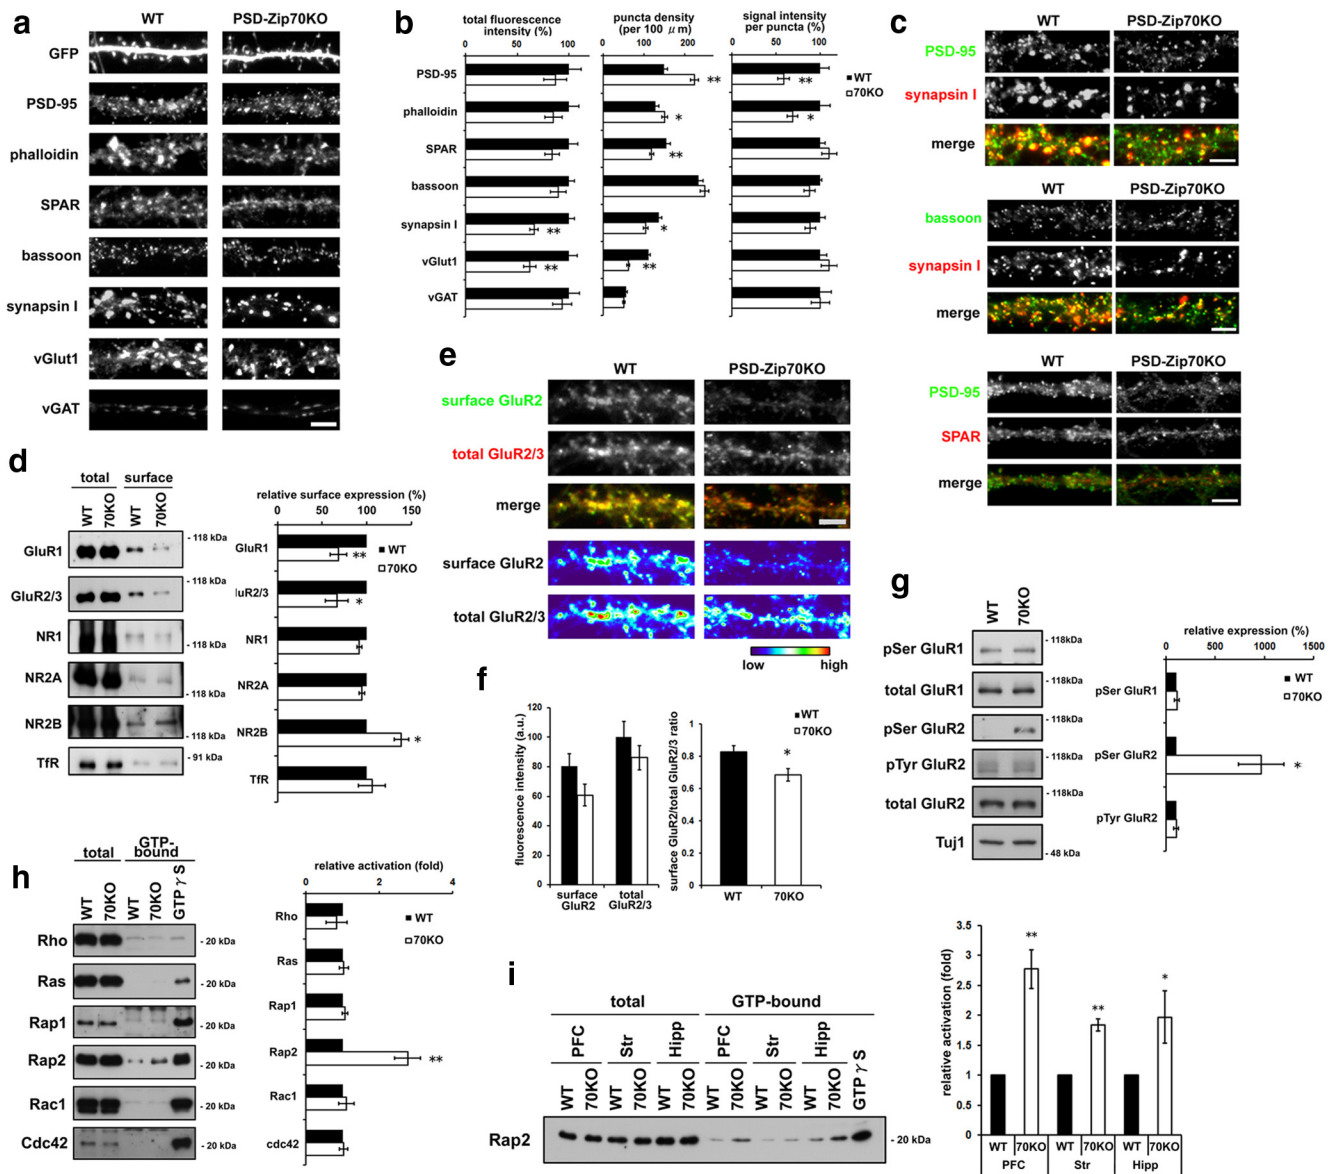 a
WT
PSD-Zip70KO
GFP
PSD-95
phalloidin
SPAR
bassoon
synapsin I
vGlut1
vGAT
b
total fluorescence intensity (%)
puncta density (per 100 μm)
signal intensity per puncta (%)
0 100
0 100 200
0 100
PSD-95
**
**
WT
70KO
phalloidin
*
*
SPAR
**
bassoon
synapsin I
**
*
vGlut1
**
**
vGAT
c
WT
PSD-Zip70KO
PSD-95
synapsin I
merge
WT
PSD-Zip70KO
bassoon
synapsin I
merge
WT
PSD-Zip70KO
PSD-95
SPAR
merge
d
total
surface
WT
70KO
WT
70KO
GluR1
- 118 kDa
GluR2/3
- 118 kDa
NR1
- 118 kDa
NR2A
- 118 kDa
NR2B
- 118 kDa
TfR
- 91 kDa
relative surface expression (%)
0 50 100 150
GluR1
**
WT
70KO
luR2/3
*
NR1
NR2A
NR2B
*
TfR
e
WT
PSD-Zip70KO
surface GluR2
total GluR2/3
merge
surface GluR2
total GluR2/3
low
high
f
fluorescence intensity (a.u.)
120
100
80
60
40
20
0
surface GluR2
total GluR2/3
WT
70KO
surface GluR2/total GluR2/3 ratio
1
0.8
0.6
0.4
0.2
0
*
WT
70KO
g
WT
70KO
pSer GluR1
- 118kDa
total GluR1
- 118kDa
pSer GluR2
- 118kDa
pTyr GluR2
- 118kDa
total GluR2
- 118kDa
Tuj1
- 48 kDa
relative expression (%)
0 500 1000 1500
WT
70KO
pSer GluR1
pSer GluR2
*
pTyr GluR2
h
total
GTP-bound
WT
70KO
WT
70KO
GTPγS
Rho
- 20 kDa
Ras
- 20 kDa
Rap1
- 20 kDa
Rap2
- 20 kDa
Rac1
- 20 kDa
Cdc42
- 20 kDa
relative activation (fold)
0 2 4
WT
70KO
Rho
Ras
Rap1
Rap2
**
Rac1
cdc42
i
total
GTP-bound
PFC
Str
Hipp
PFC
Str
Hipp
WT
70KO
WT
70KO
WT
70KO
WT
70KO
WT
70KO
WT
70KO
GTPγS
Rap2
- 20 kDa
relative activation (fold)
3.5
3
2.5
2
1.5
1
0.5
0
**
**
*
WT
70KO
WT
70KO
WT
70KO
PFC
Str
Hipp